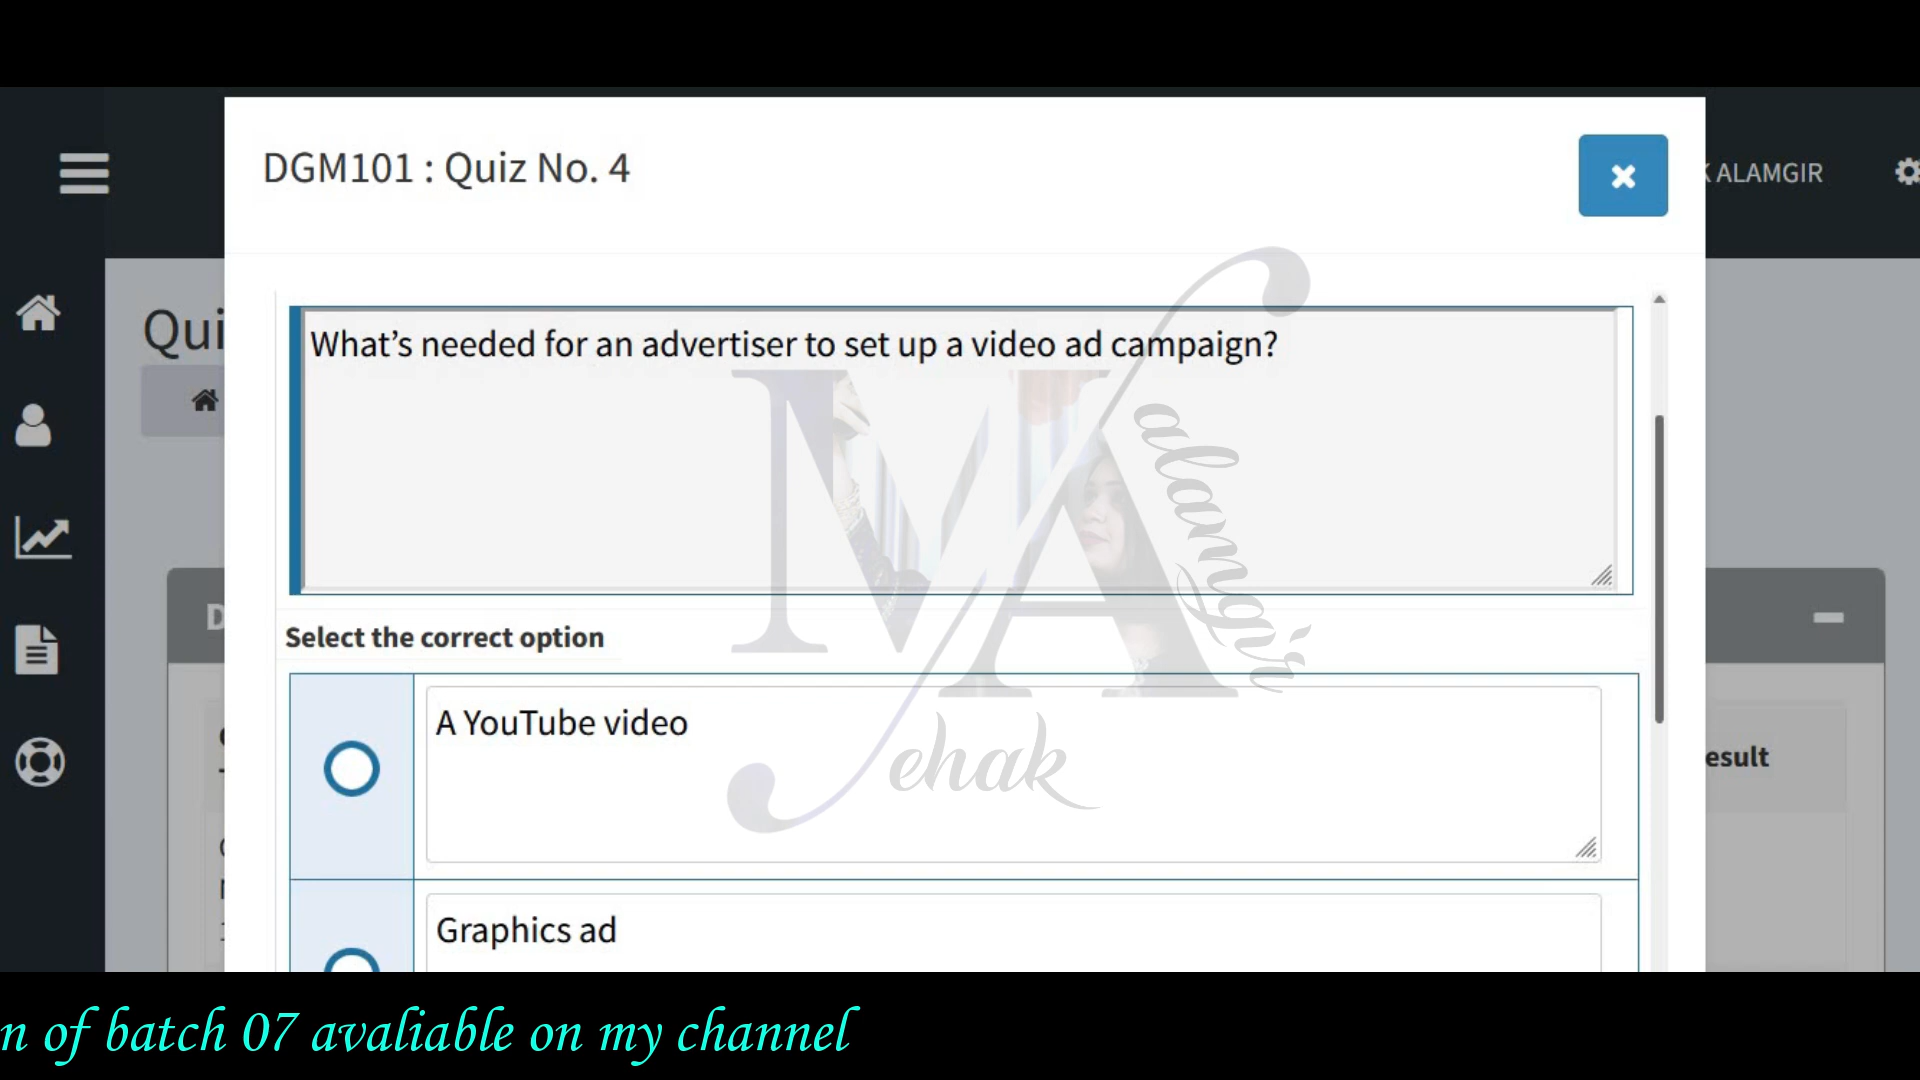 DGM101 : Quiz No. 4
K ALAMGIR
Qui
What’s needed for an advertiser to set up a video ad campaign?
Select the correct option
D
A YouTube video
esult
Graphics ad
MA
alamgir
ehak
n of batch 07 avaliable on my channel